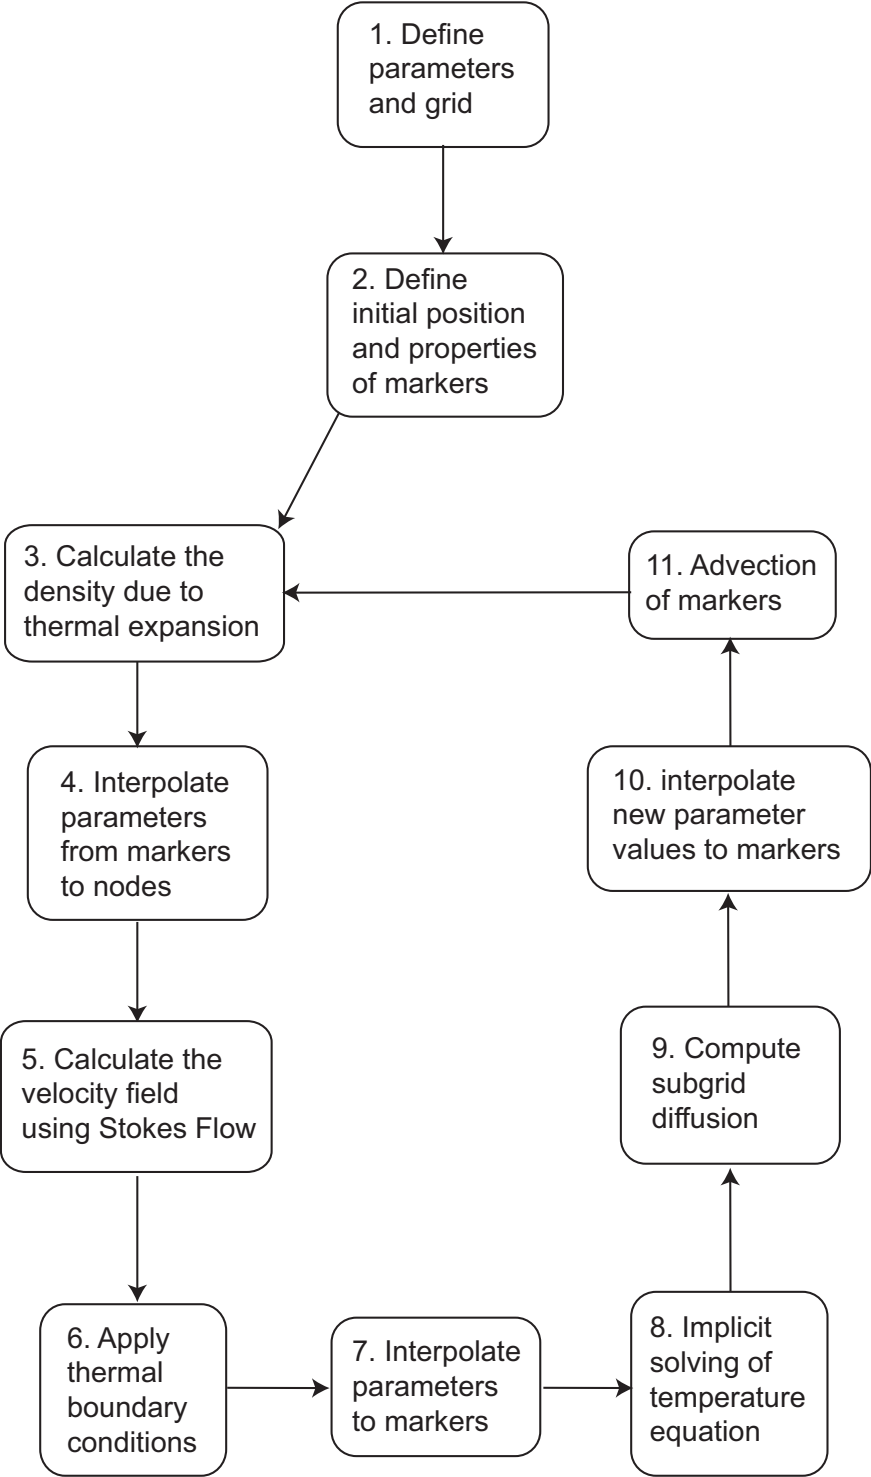 1. Define
parameters
and grid
2. Define
initial position
and properties
of markers
3. Calculate the
density due to
thermal expansion
4. Interpolate
parameters
from markers
to nodes
5. Calculate the
velocity field
using Stokes Flow
6. Apply
thermal
boundary
conditions
7. Interpolate
parameters
to markers
8. Implicit
solving of
temperature
equation
9. Compute
subgrid
diffusion
10. interpolate
new parameter
values to markers
11. Advection
of markers